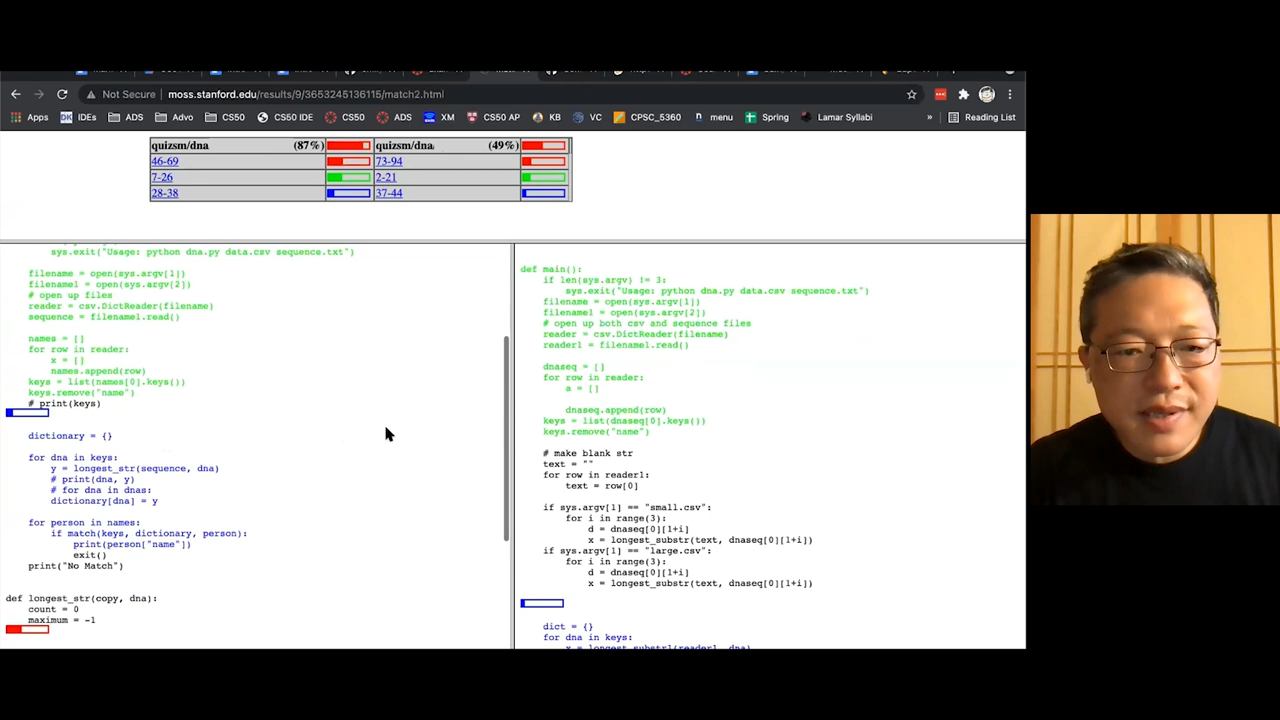 Not Secure moss.stanford.edu/results/9/3653245136115/match2.html
Apps IDEs ADS Advo CS50 CS50 IDE CS50 ADS XM CS50 AP KB VC CPSC_5360 menu Spring Lamar Syllabi » Reading List
quizsm/dna (87%) quizsm/dna (49%)
46-69 73-94
7-26 2-21
28-38 37-44
sys.exit("Usage: python dna.py data.csv sequence.txt")
filename = open(sys.argv[1])
filename1 = open(sys.argv[2])
# open up files
reader = csv.DictReader(filename)
sequence = filename1.read()
names = []
for row in reader:
x = []
names.append(row)
keys = list(names[0].keys())
keys.remove("name")
# print(keys)
dictionary = {}
for dna in keys:
y = longest_str(sequence, dna)
# print(dna, y)
# for dna in dnas:
dictionary[dna] = y
for person in names:
if match(keys, dictionary, person):
print(person["name"])
exit()
print("No Match")
def longest_str(copy, dna):
count = 0
maximum = -1
def main():
if len(sys.argv) != 3:
sys.exit("Usage: python dna.py data.csv sequence.txt")
filename = open(sys.argv[1])
filename1 = open(sys.argv[2])
# open up both csv and sequence files
reader = csv.DictReader(filename)
reader1 = filename1.read()
dnaseq = []
for row in reader:
a = []
dnaseq.append(row)
keys = list(dnaseq[0].keys())
keys.remove("name")
# make blank str
text = ""
for row in reader1:
text = row[0]
if sys.argv[1] == "small.csv":
for i in range(3):
d = dnaseq[0][1+i]
x = longest_substr(text, dnaseq[0][1+i])
if sys.argv[1] == "large.csv":
for i in range(3):
d = dnaseq[0][1+i]
x = longest_substr(text, dnaseq[0][1+i])
dict = {}
for dna in keys:
x = longest_substr1(reader1, dna)